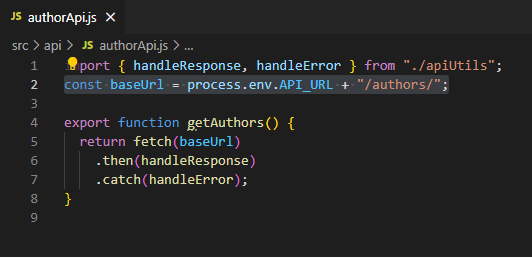 JS authorApi.js ×
src > api > JS authorApi.js > ...
1 port { handleResponse, handleError } from "./apiUtils";
2 const baseUrl = process.env.API_URL + "/authors/";
3
4 export function getAuthors() {
5 return fetch(baseUrl)
6 .then(handleResponse)
7 .catch(handleError);
8 }
9